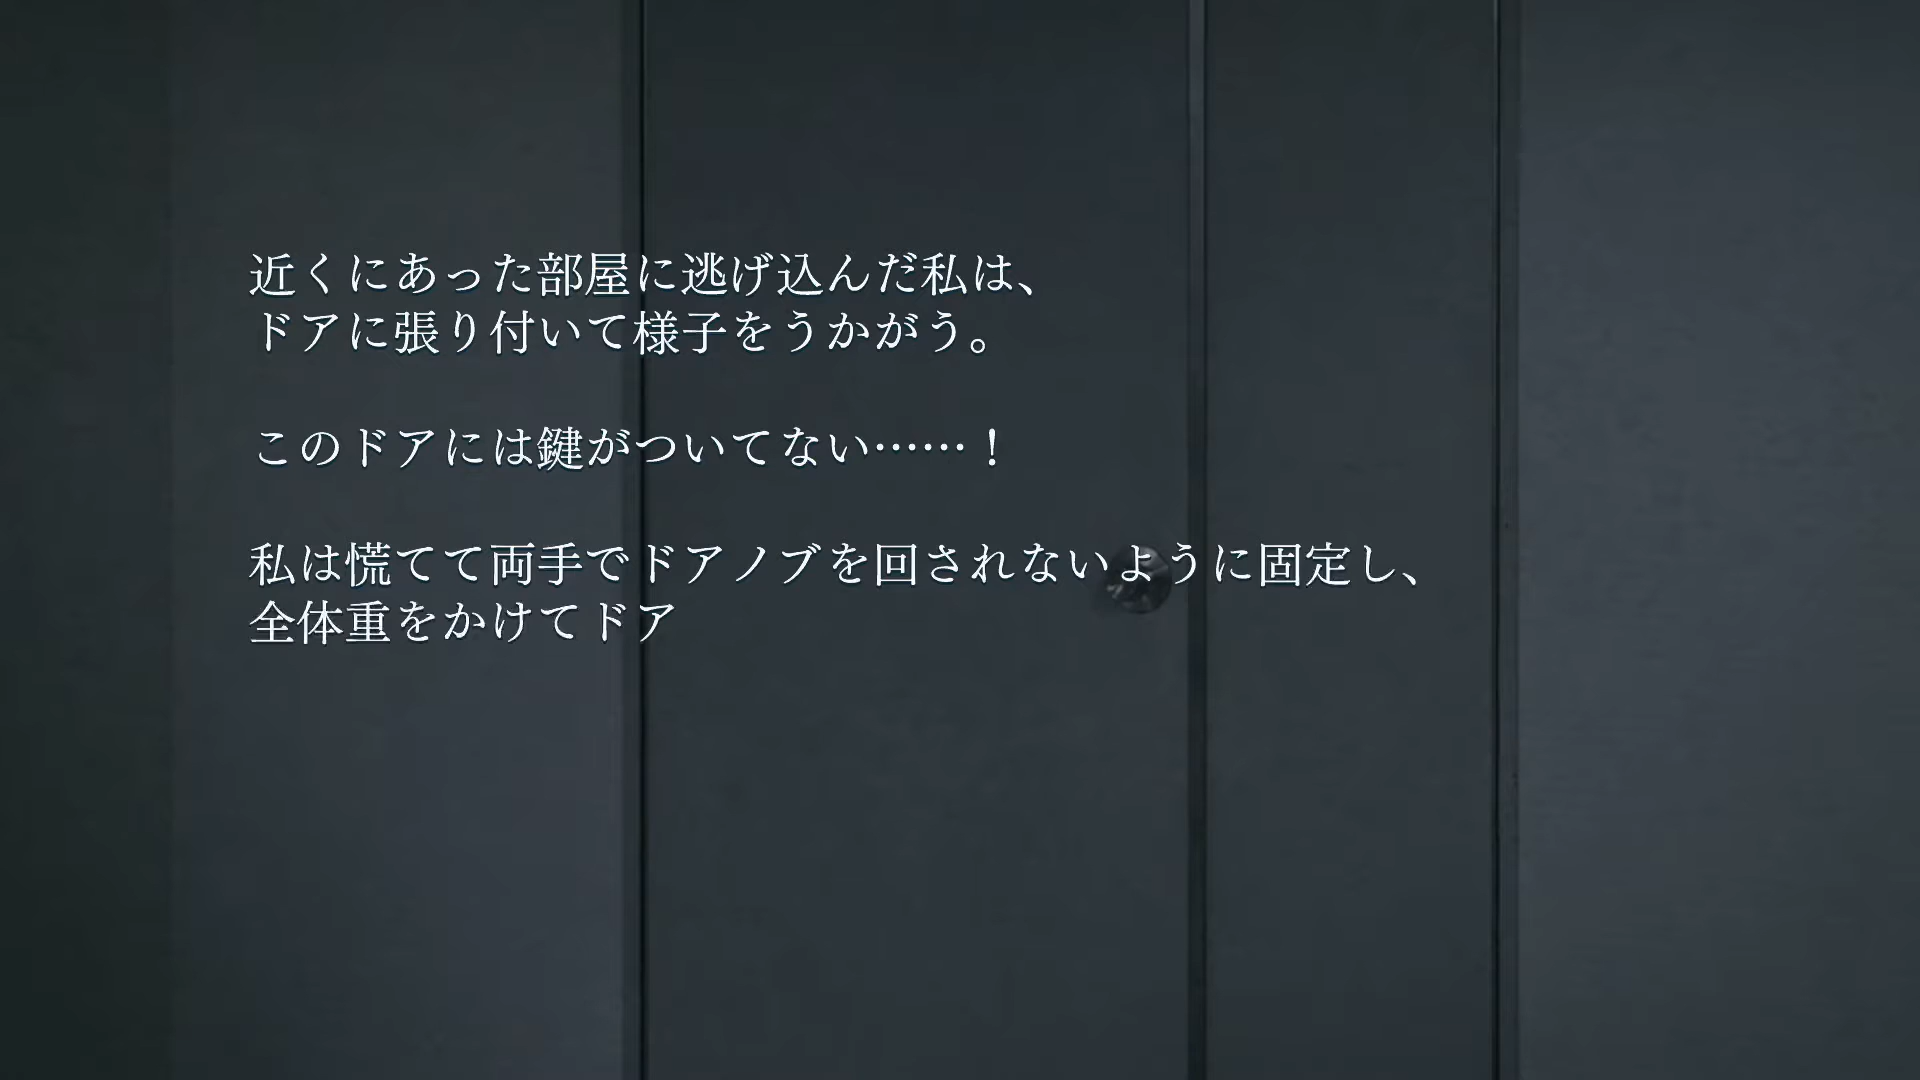 近くにあった部屋に逃げ込んだ私は、
ドアに張り付いて様子をうかがう。
このドアには鍵がついてない……！
私は慌てて両手でドアノブを回されないように固定し、
全体重をかけてドア